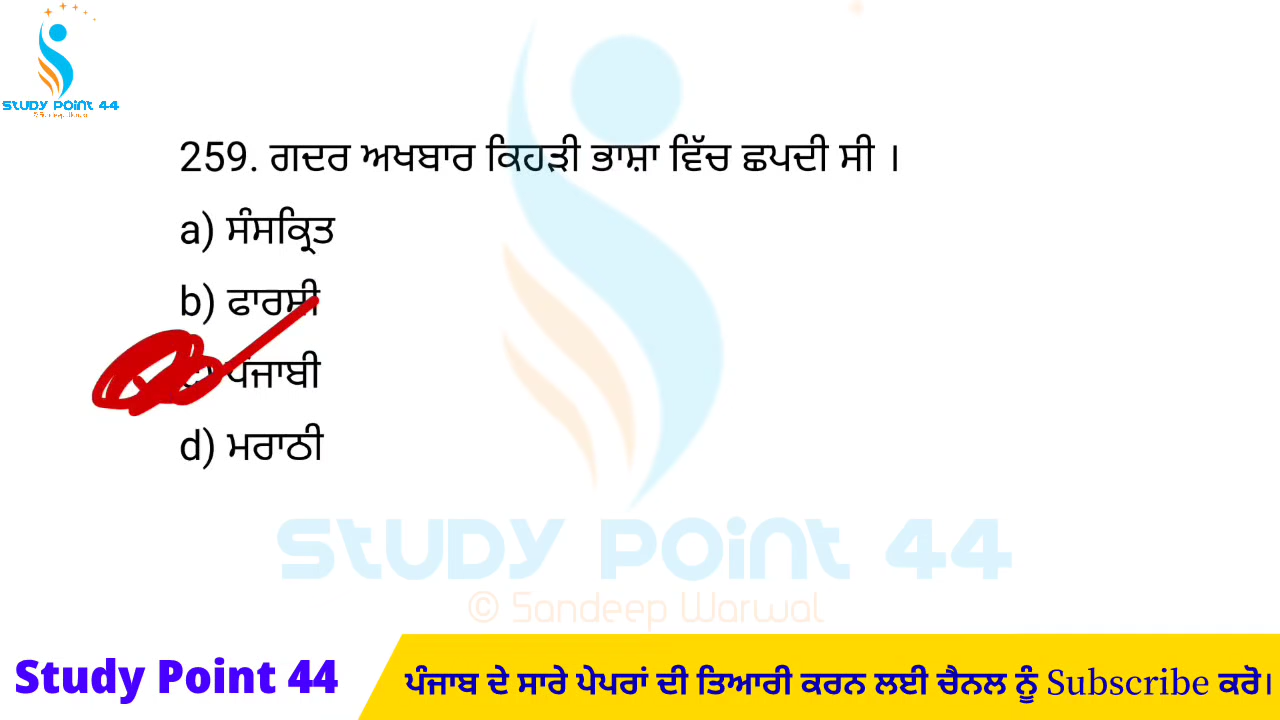 STUDY POINT 44
259. ਗਦਰ ਅਖਬਾਰ ਕਿਹੜੀ ਭਾਸ਼ਾ ਵਿੱਚ ਛਪਦੀ ਸੀ ।
a) ਸੰਸਕ੍ਰਿਤ
b) ਫਾਰਸੀ
c) ਪੰਜਾਬੀ
d) ਮਰਾਠੀ
STUDY POINT 44
© Sandeep Warwal
Study Point 44
ਪੰਜਾਬ ਦੇ ਸਾਰੇ ਪੇਪਰਾਂ ਦੀ ਤਿਆਰੀ ਕਰਨ ਲਈ ਚੈਨਲ ਨੂੰ Subscribe ਕਰੋ।